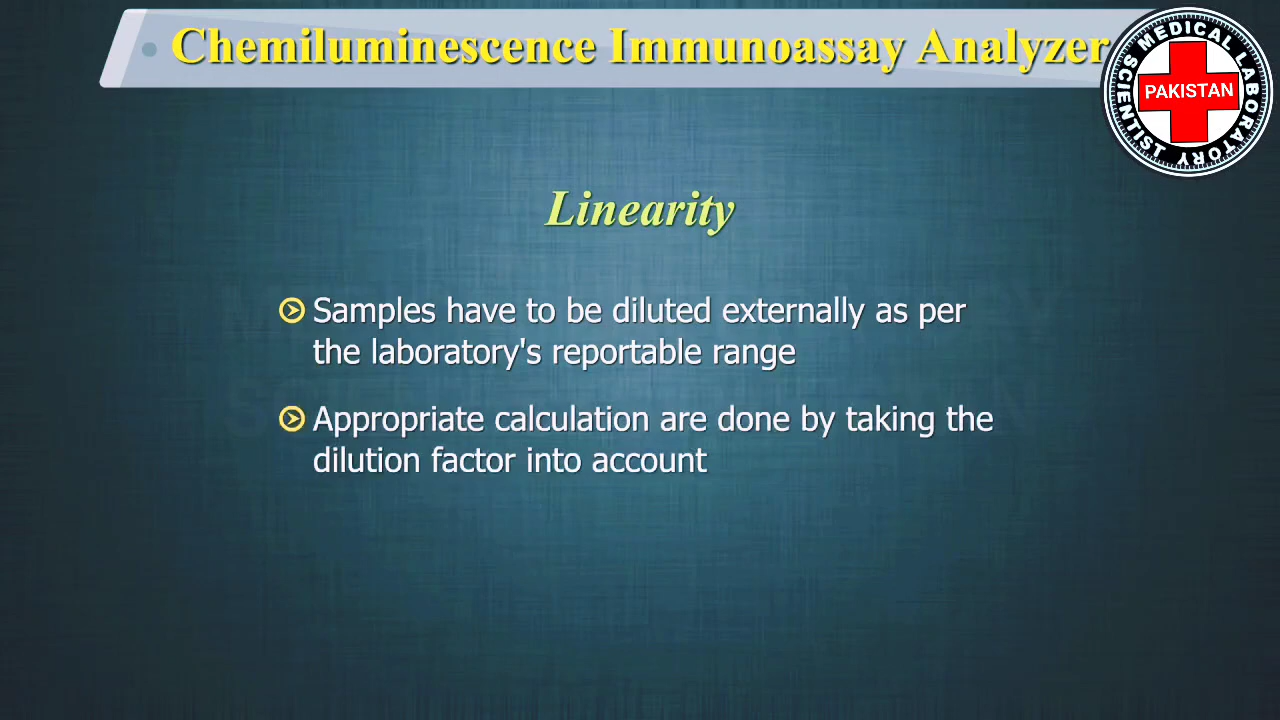 Chemiluminescence Immunoassay Analyzer
MEDICAL LABORATORY SCIENTIST
PAKISTAN
Linearity
Samples have to be diluted externally as per
the laboratory's reportable range
Appropriate calculation are done by taking the
dilution factor into account